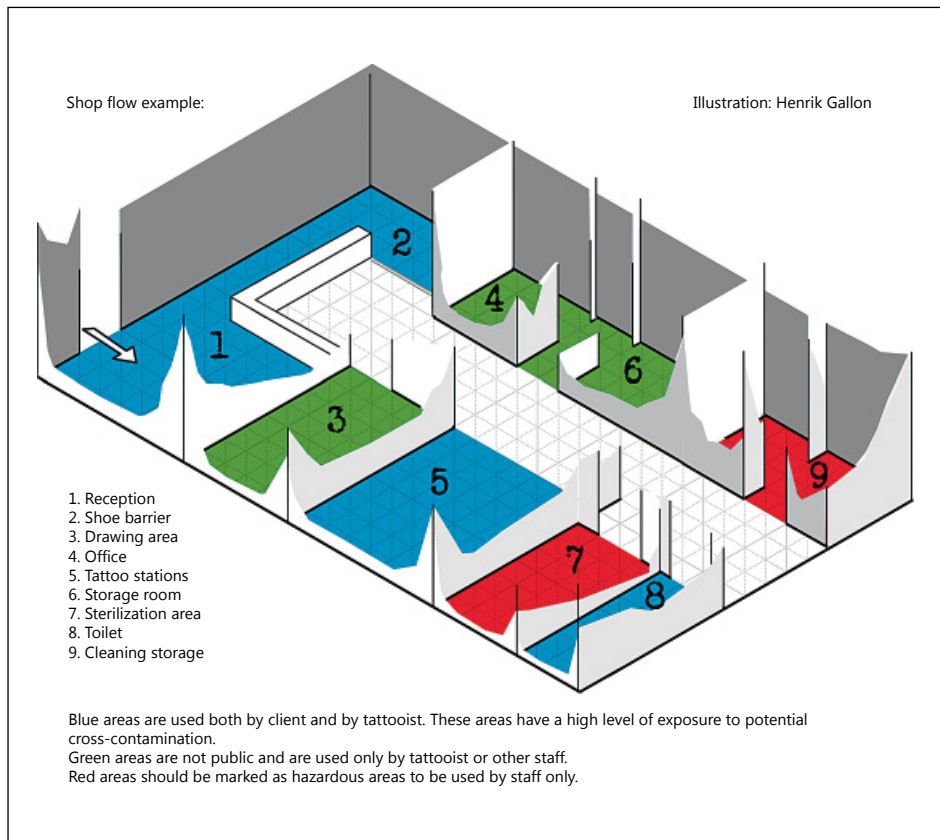 Shop flow example:
Illustration: Henrik Gallon
2
4
1
6
3
5
9
7
8
1. Reception
2. Shoe barrier
3. Drawing area
4. Office
5. Tattoo stations
6. Storage room
7. Sterilization area
8. Toilet
9. Cleaning storage
Blue areas are used both by client and by tattooist. These areas have a high level of exposure to potential
cross-contamination.
Green areas are not public and are used only by tattooist or other staff.
Red areas should be marked as hazardous areas to be used by staff only.